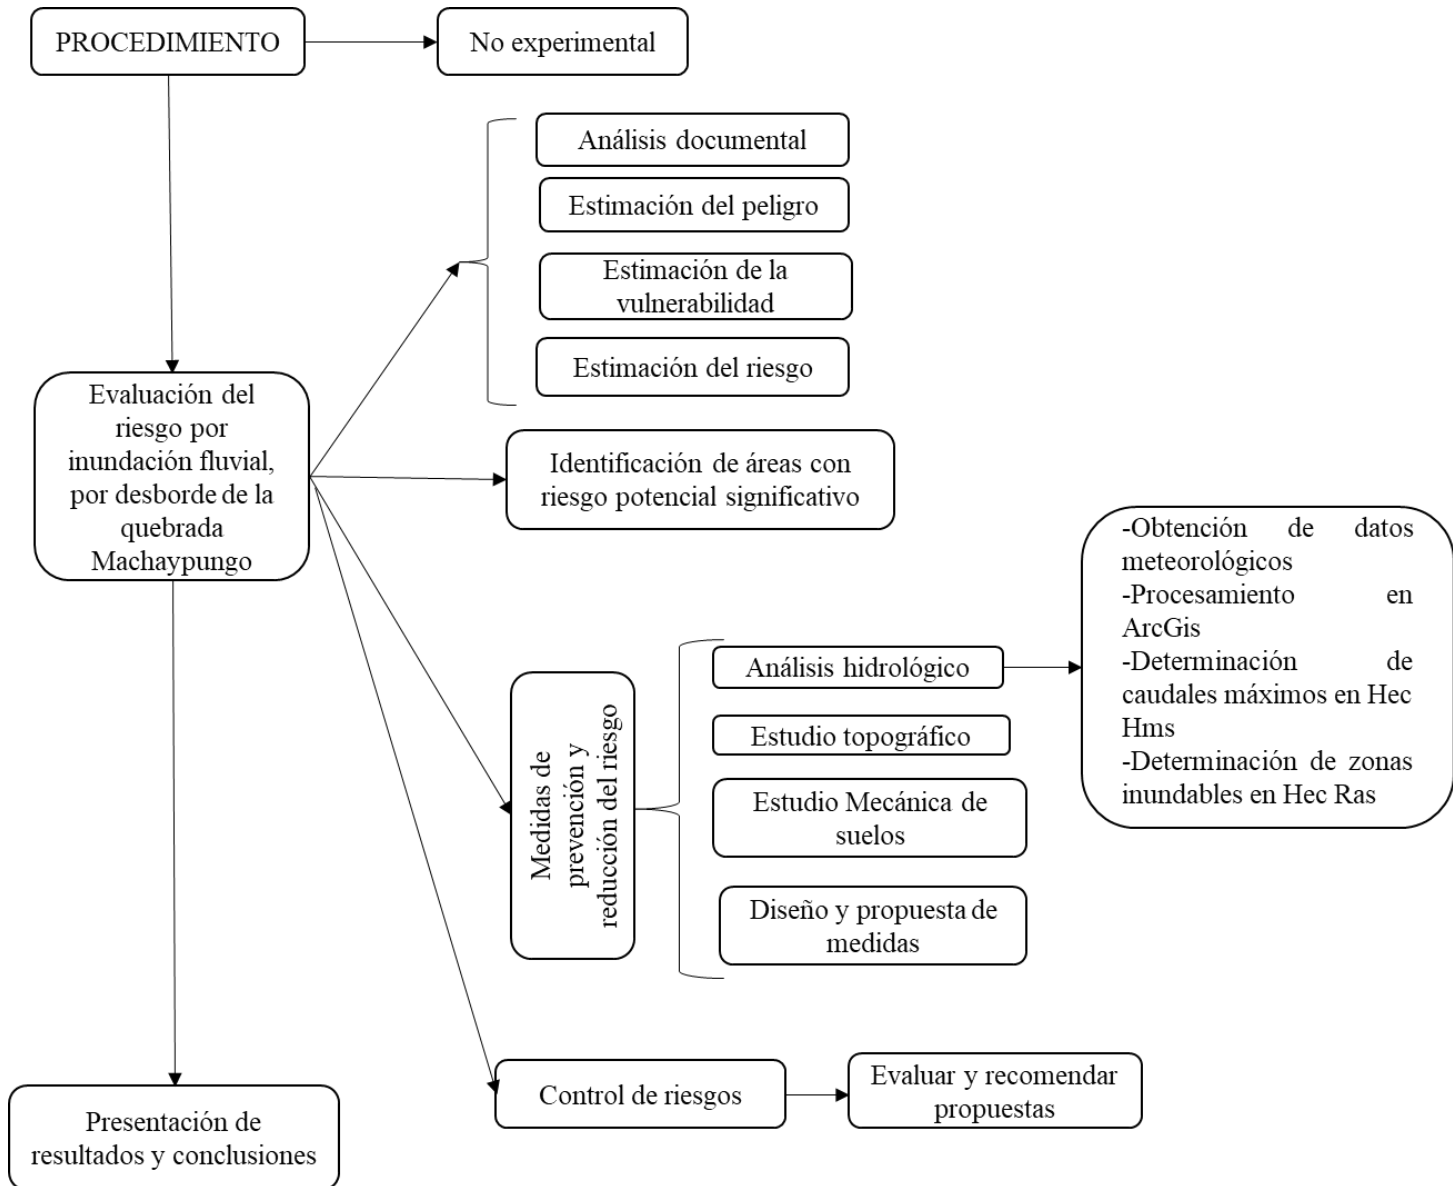 PROCEDIMIENTO
No experimental
Análisis documental
Estimación del peligro
Estimación de la
vulnerabilidad
Estimación del riesgo
Evaluación del
riesgo por
inundación fluvial,
por desborde de la
quebrada
Machaypungo
Identificación de áreas con
riesgo potencial significativo
Medidas de
prevención y
reducción del riesgo
Análisis hidrológico
Estudio topográfico
Estudio Mecánica de
suelos
Diseño y propuesta de
medidas
-Obtención de datos
meteorológicos
-Procesamiento en
ArcGis
-Determinación de
caudales máximos en Hec
Hms
-Determinación de zonas
inundables en Hec Ras
Control de riesgos
Evaluar y recomendar
propuestas
Presentación de
resultados y conclusiones